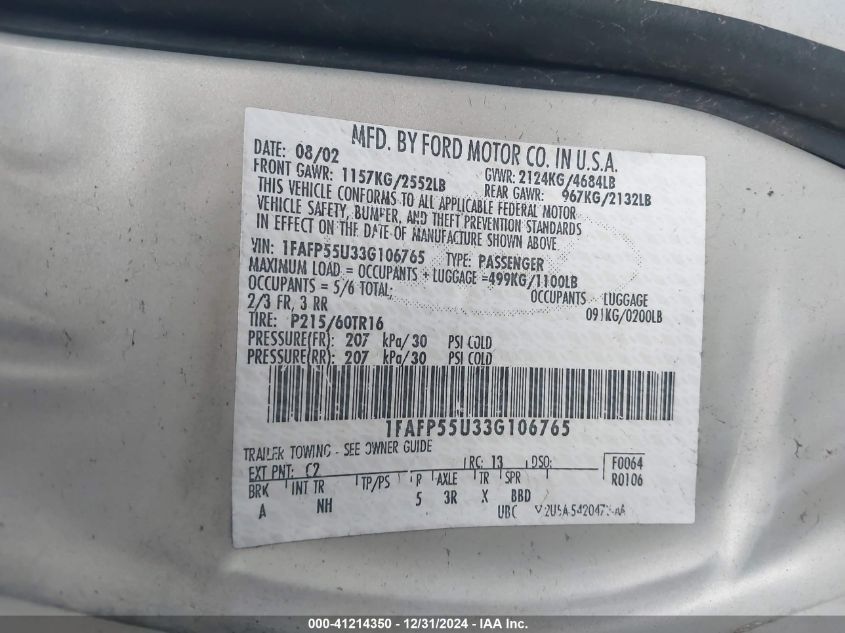 MFD. BY FORD MOTOR CO. IN U.S.A.
DATE: 08/02 GVWR: 2124KG/4684LB
FRONT GAWR: 1157KG/2552LB REAR GAWR: 967KG/2132LB
THIS VEHICLE CONFORMS TO ALL APPLICABLE FEDERAL MOTOR
VEHICLE SAFETY, BUMPER, AND THEFT PREVENTION STANDARDS
IN EFFECT ON THE DATE OF MANUFACTURE SHOWN ABOVE
VIN: 1FAFP55U33G106765 TYPE: PASSENGER
MAXIMUM LOAD = OCCUPANTS + LUGGAGE =499KG/1100LB
OCCUPANTS = 5/6 TOTAL; OCCUPANTS LUGGAGE
2/3 FR, 3 RR 091KG/0200LB
TIRE: P215/60TR16
PRESSURE(FR): 207 kPa/30 PSI COLD
PRESSURE(RR): 207 kPa/30 PSI COLD
1FAFP55U33G106765
TRAILER TOWING - SEE OWNER GUIDE
EXT PNT: C2 RC: 13 DSO: F0064
BRK INT TR TP/PS R AXLE TR SPR R0106
A NH 5 3R X BBD
UBC
000-41214350 - 12/31/2024 - IAA Inc.